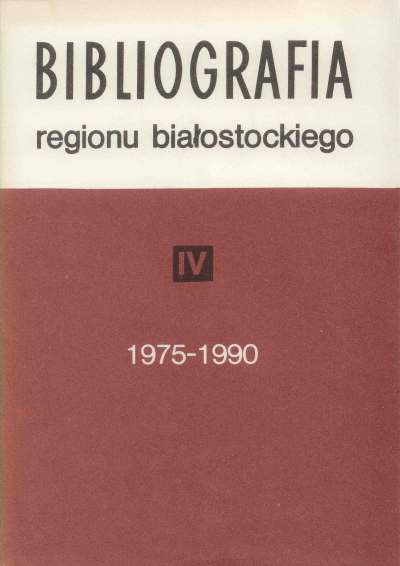 BIBLIOGRAFIA
regionu białostockiego
IV
1975-1990